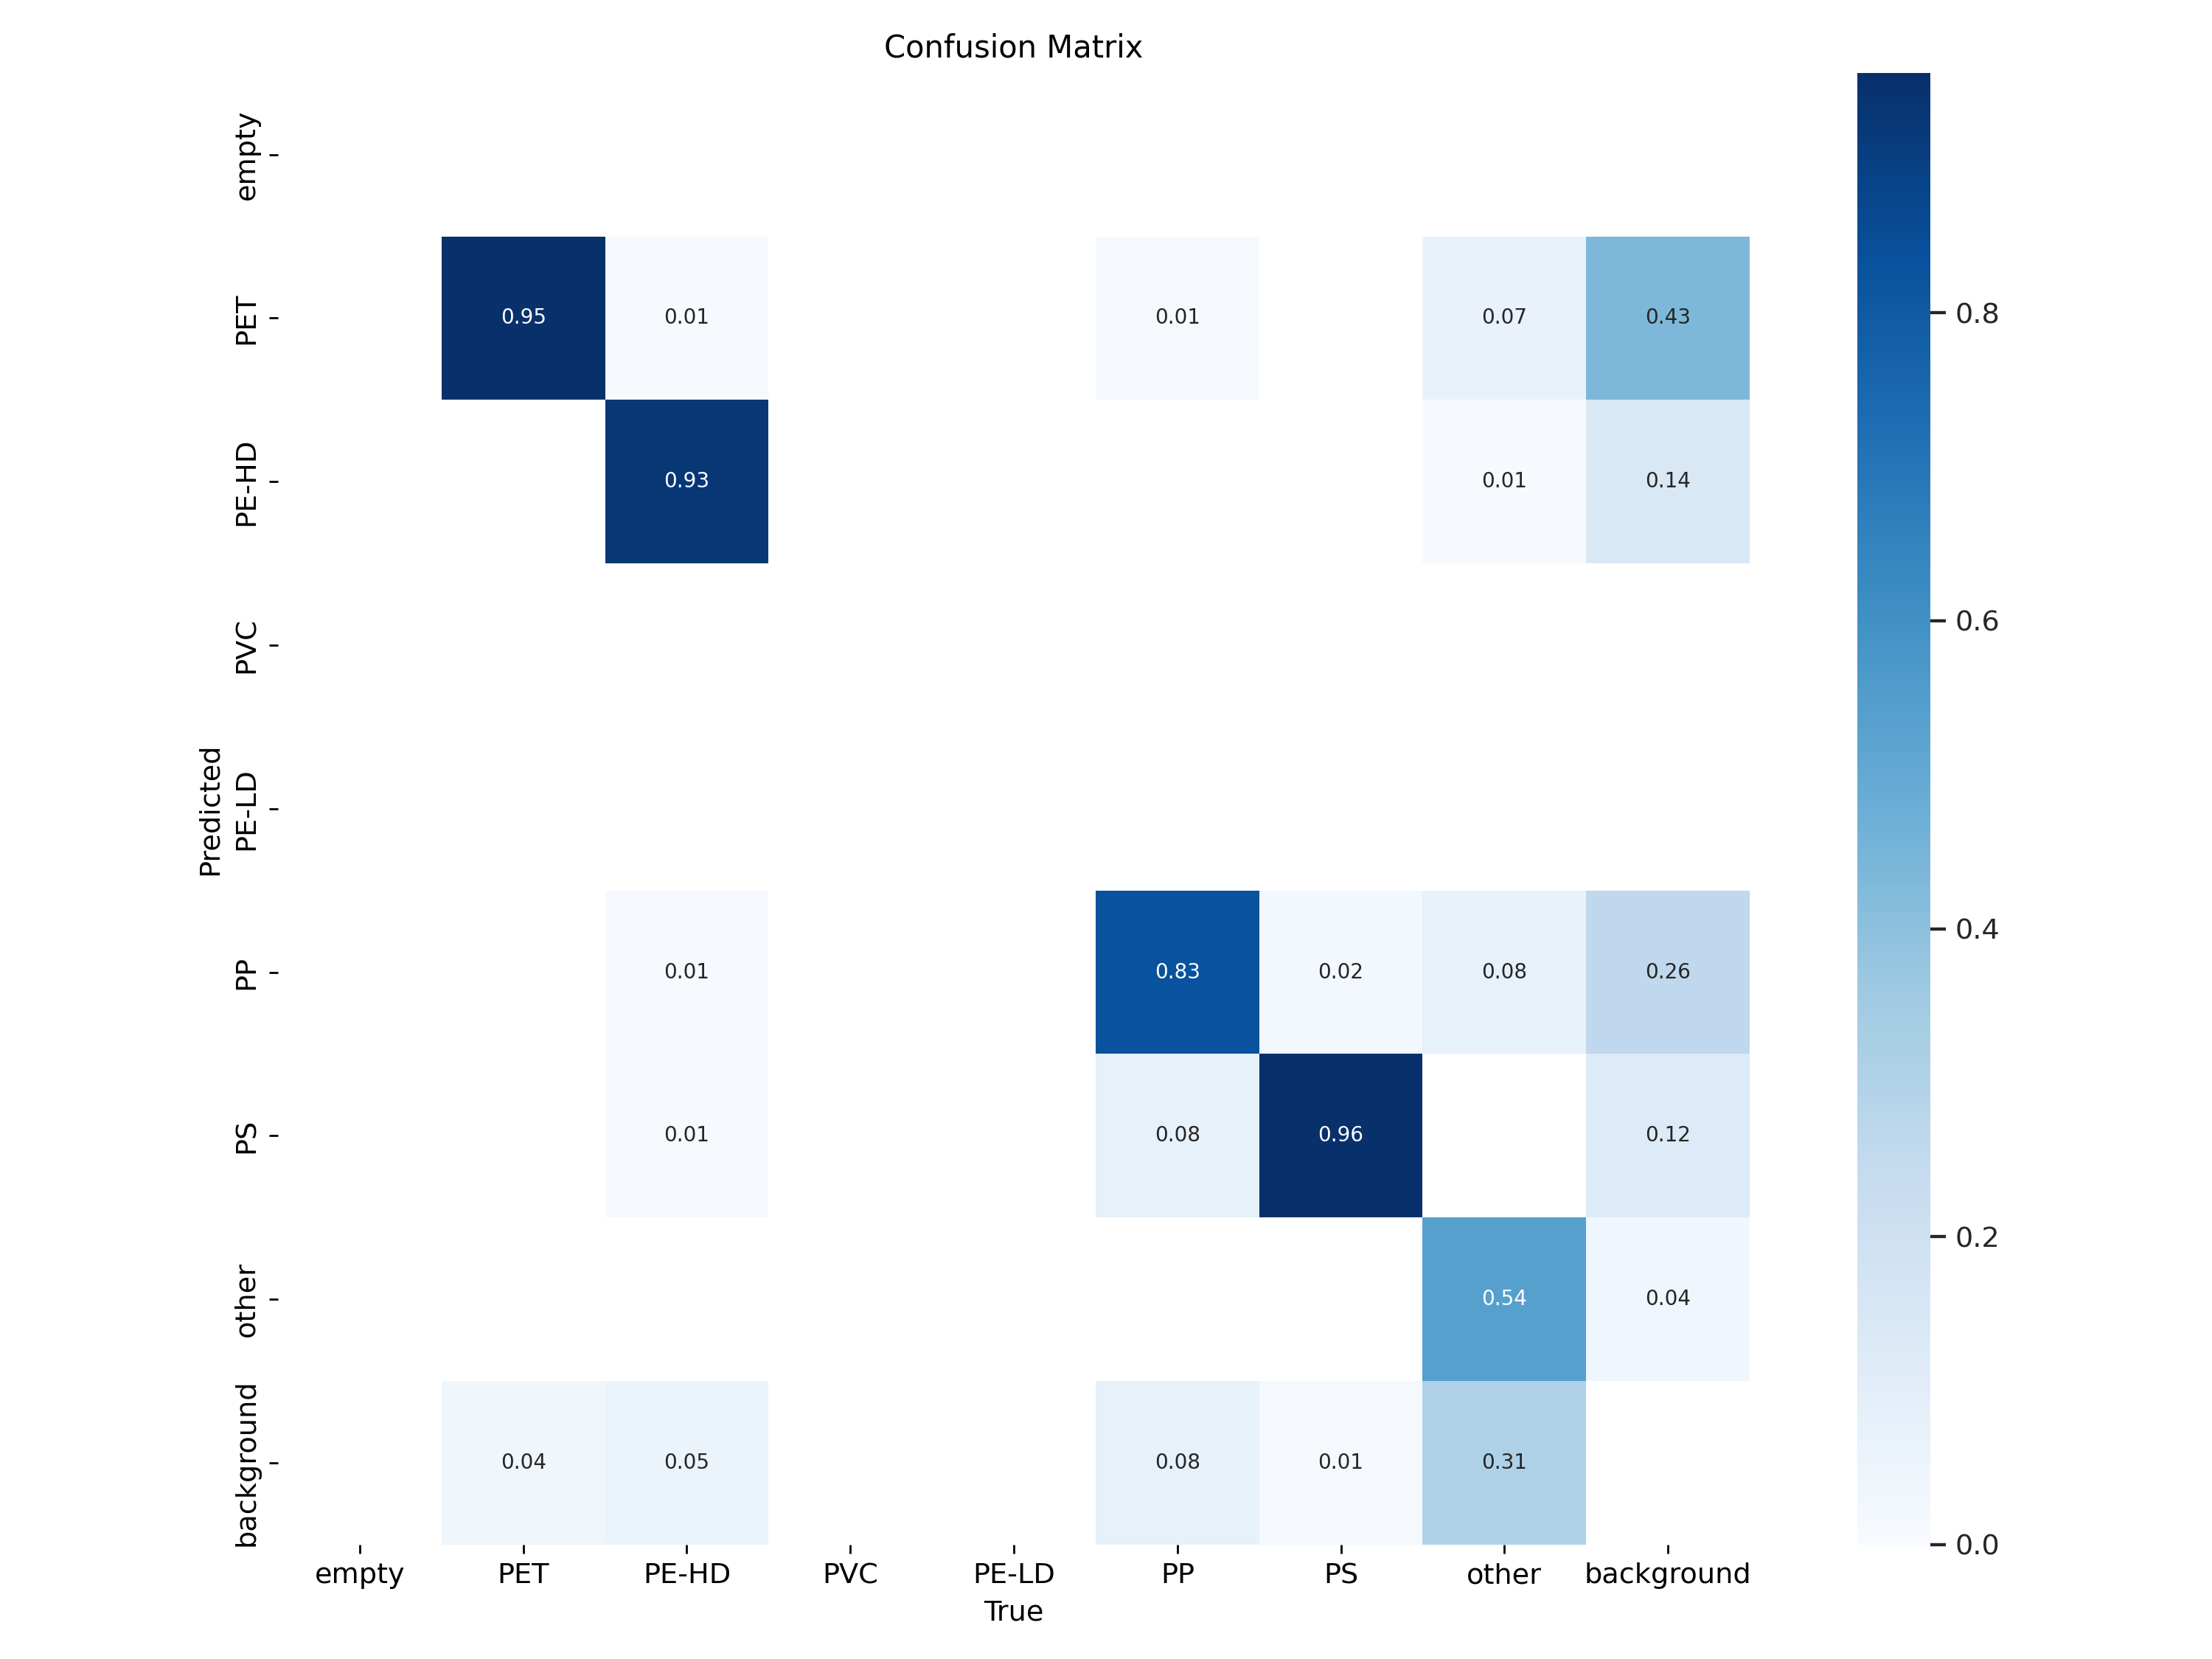 Confusion Matrix
empty
PET
0.95
0.01
0.01
0.07
0.43
0.8
PE-HD
0.93
0.01
0.14
0.6
PVC
Predicted
PE-LD
0.4
PP
0.01
0.83
0.02
0.08
0.26
PS
0.01
0.08
0.96
0.12
0.2
other
0.54
0.04
background
0.04
0.05
0.08
0.01
0.31
0.0
empty
PET
PE-HD
PVC
PE-LD
PP
PS
other
background
True